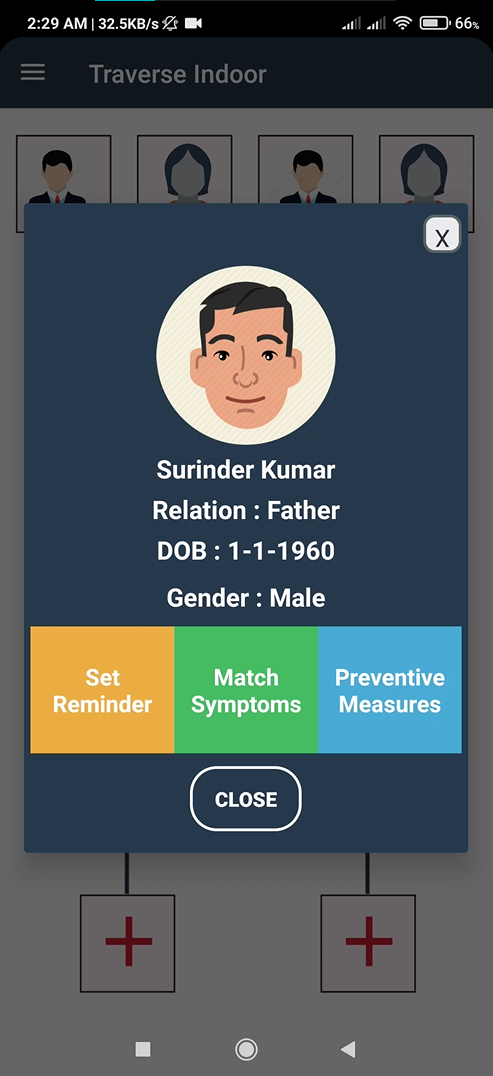 2:29 AM | 32.5KB/s 66%
Traverse Indoor
X
Surinder Kumar
Relation : Father
DOB : 1-1-1960
Gender : Male
Set
Reminder
Match
Symptoms
Preventive
Measures
CLOSE